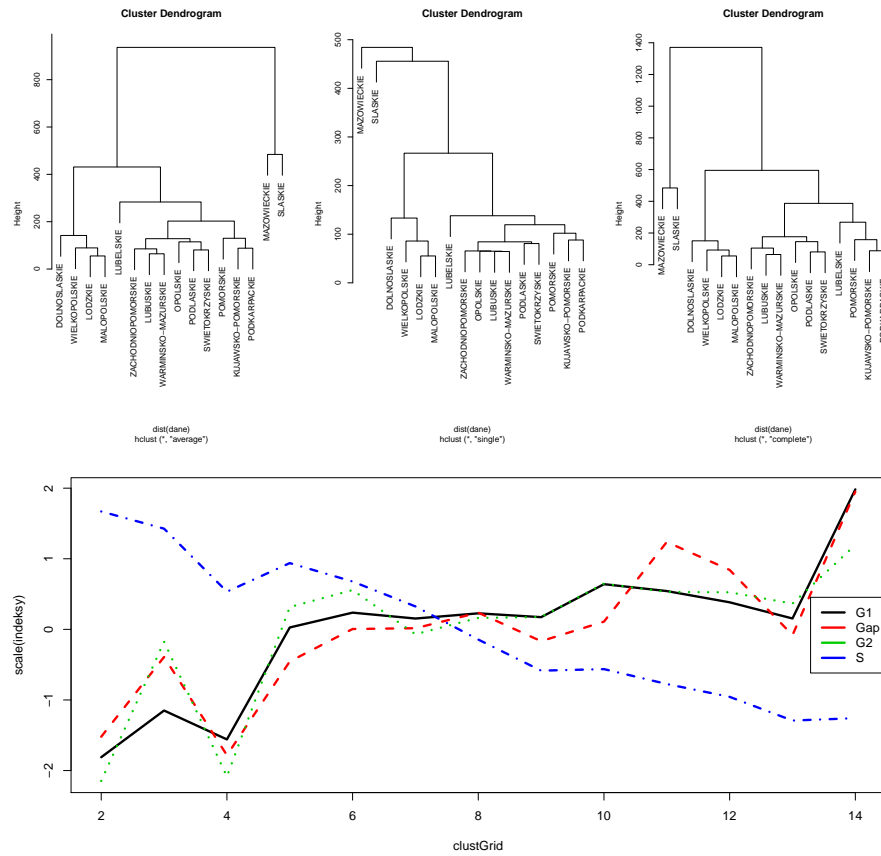 Cluster Dendrogram
Height
0
200
400
600
800
DOLNOSLASKIE
WIELKOPOLSKIE
LODZKIE
MALOPOLSKIE
LUBELSKIE
ZACHODNIOPOMORSKIE
LUBUSKIE
WARMINSKO−MAZURSKIE
OPOLSKIE
PODLASKIE
SWIETOKRZYSKIE
POMORSKIE
KUJAWSKO−POMORSKIE
PODKARPACKIE
MAZOWIECKIE
SLASKIE
dist(dane)
hclust (*, "average")
Cluster Dendrogram
Height
0
100
200
300
400
500
MAZOWIECKIE
SLASKIE
DOLNOSLASKIE
WIELKOPOLSKIE
LODZKIE
MALOPOLSKIE
LUBELSKIE
ZACHODNIOPOMORSKIE
OPOLSKIE
LUBUSKIE
WARMINSKO−MAZURSKIE
PODLASKIE
SWIETOKRZYSKIE
POMORSKIE
KUJAWSKO−POMORSKIE
PODKARPACKIE
dist(dane)
hclust (*, "single")
Cluster Dendrogram
Height
0
200
400
600
800
1000
1200
1400
MAZOWIECKIE
SLASKIE
DOLNOSLASKIE
WIELKOPOLSKIE
LODZKIE
MALOPOLSKIE
ZACHODNIOPOMORSKIE
LUBUSKIE
WARMINSKO−MAZURSKIE
OPOLSKIE
PODLASKIE
SWIETOKRZYSKIE
LUBELSKIE
POMORSKIE
KUJAWSKO−POMORSKIE
dist(dane)
hclust (*, "complete")
scale(indeksy)
2
1
0
−1
−2
2
4
6
8
10
12
14
clustGrid
G1
Gap
G2
S